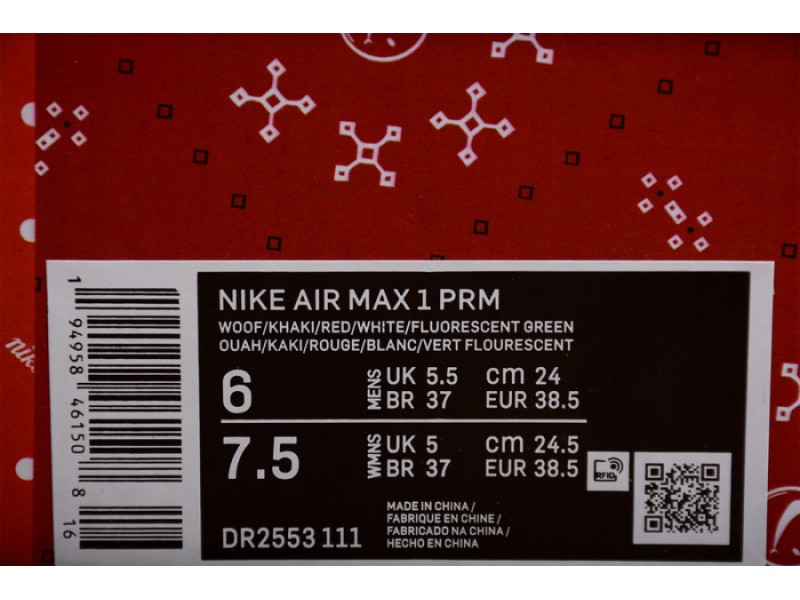 NIKE AIR MAX 1 PRM
WOOF/KHAKI/RED/WHITE/FLUORESCENT GREEN
OUAH/KAKI/ROUGE/BLANC/VERT FLOURESCENT
6 MENS UK 5.5 cm 24
BR 37 EUR 38.5
7.5 WMNS UK 5 cm 24.5
BR 37 EUR 38.5
RFID
DR2553 111
MADE IN CHINA /
FABRIQUE EN CHINE /
FABRICADO NA CHINA /
HECHO EN CHINA
1 94958 46150 8 16
nike